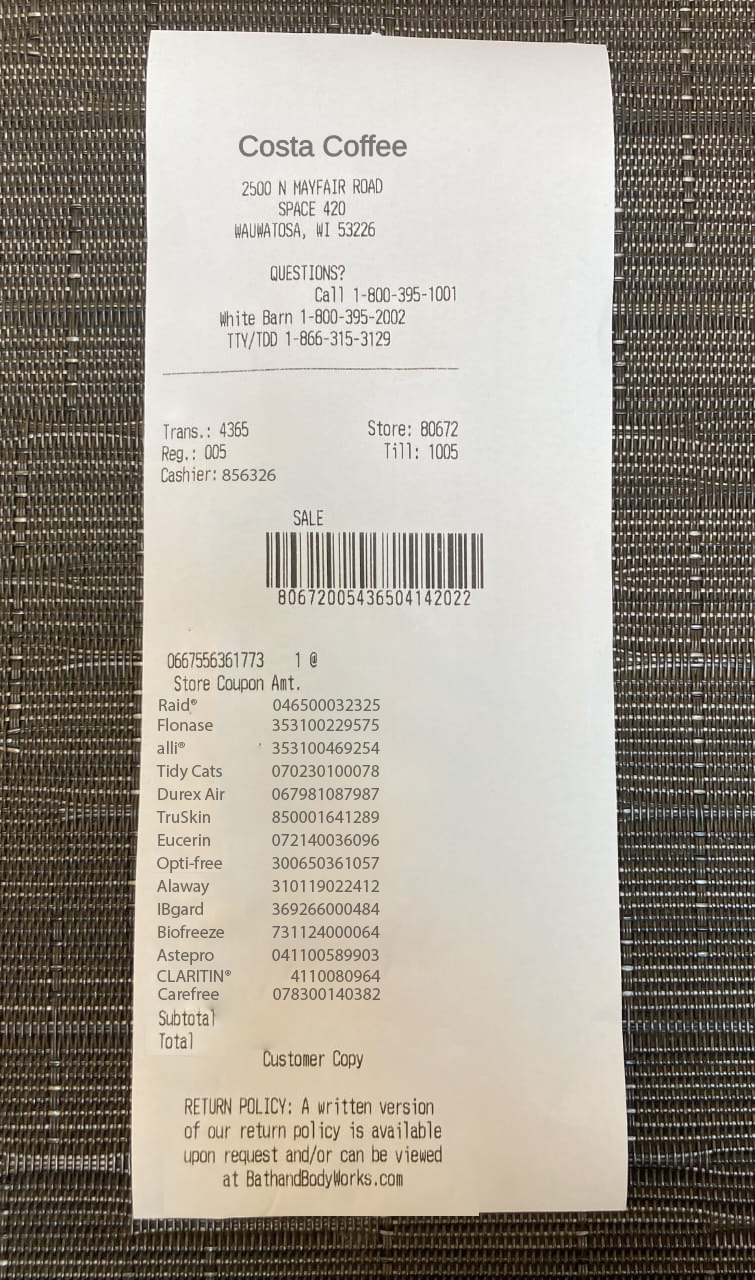 Costa Coffee
2500 N MAYFAIR ROAD
SPACE 420
WAUWATOSA, WI 53226
QUESTIONS?
Call 1-800-395-1001
White Barn 1-800-395-2002
TTY/TDD 1-866-315-3129
Trans.: 4365 Store: 80672
Reg.: 005 Till: 1005
Cashier: 856326
SALE
80672005436504142022
0667556361773 1 @
Store Coupon Amt.
Raid® 046500032325
Flonase 353100229575
alli® 353100469254
Tidy Cats 070230100078
Durex Air 067981087987
TruSkin 850001641289
Eucerin 072140036096
Opti-free 300650361057
Alaway 310119022412
IBgard 369266000484
Biofreeze 731124000064
Astepro 041100589903
CLARITIN® 4110080964
Carefree 078300140382
Subtotal
Total
Customer Copy
RETURN POLICY: A written version
of our return policy is available
upon request and/or can be viewed
at BathandBodyWorks.com